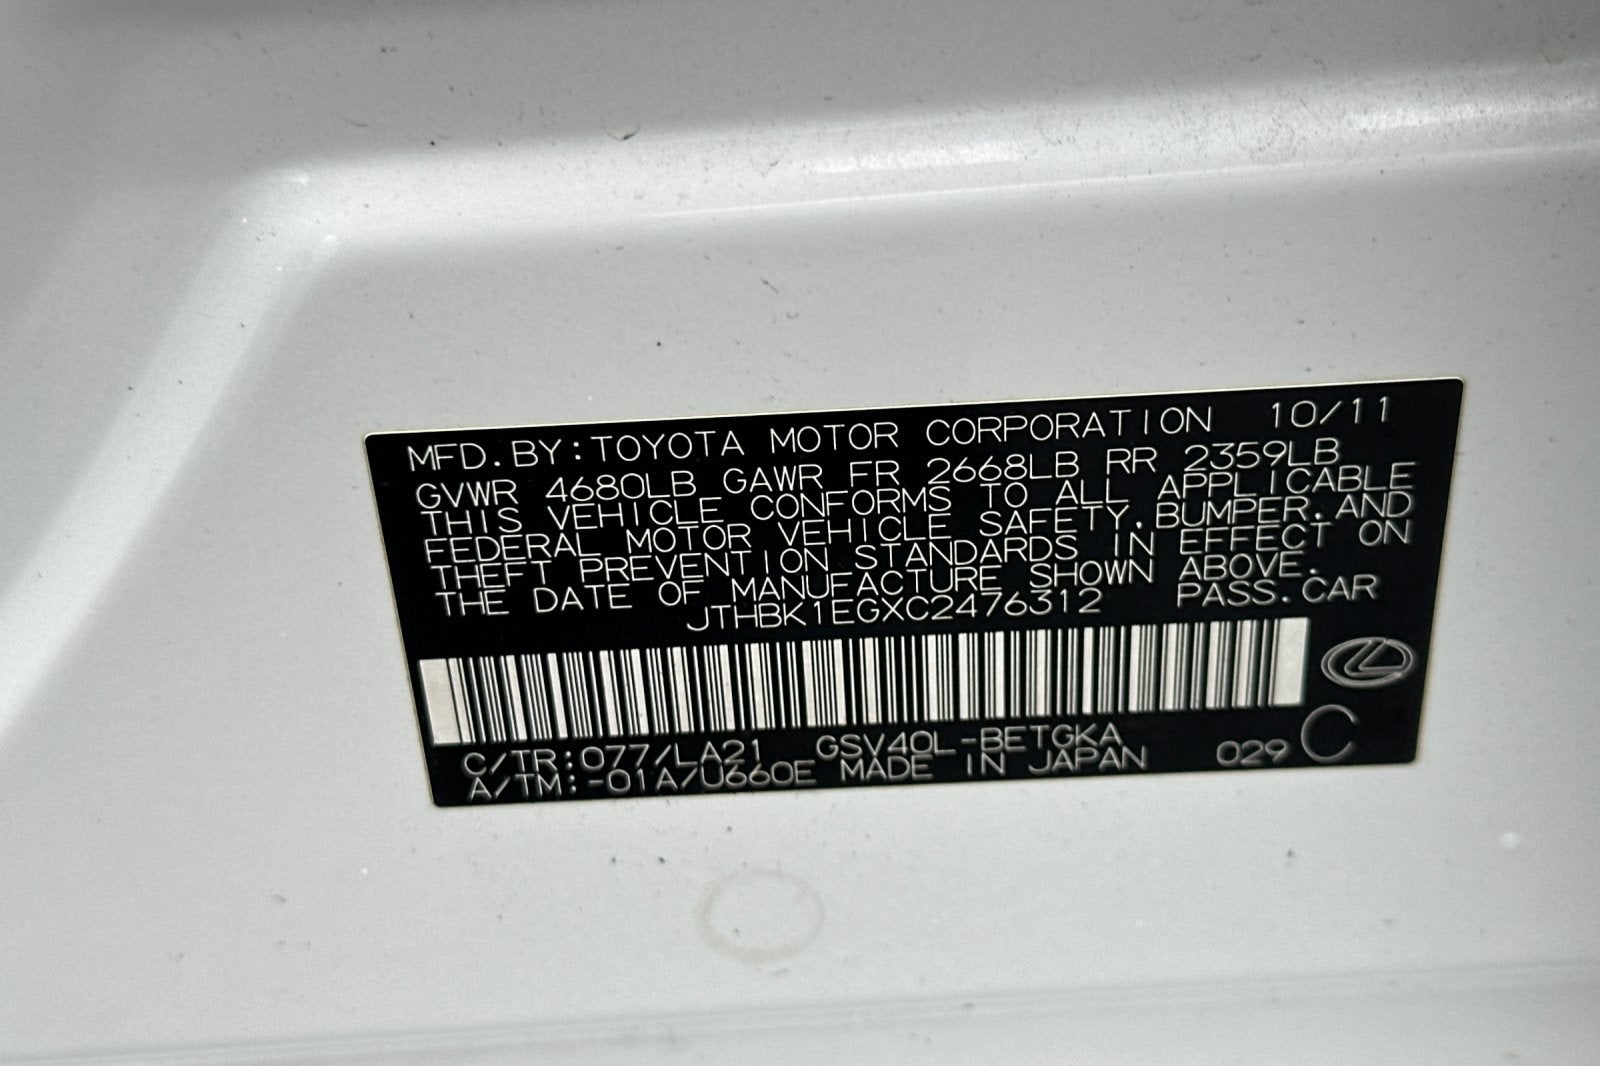 MFD.BY:TOYOTA MOTOR CORPORATION 10/11
GVWR 4680LB GAWR FR 2668LB RR 2359LB
THIS VEHICLE CONFORMS TO ALL APPLICABLE
FEDERAL MOTOR VEHICLE SAFETY,BUMPER,AND
THEFT PREVENTION STANDARDS IN EFFECT ON
THE DATE OF MANUFACTURE SHOWN ABOVE.
JTHBK1EGXC2476312 PASS.CAR
C/TR:077/LA21 GSV40L-BETGKA
A/TM:-01A/U660E MADE IN JAPAN 029 C